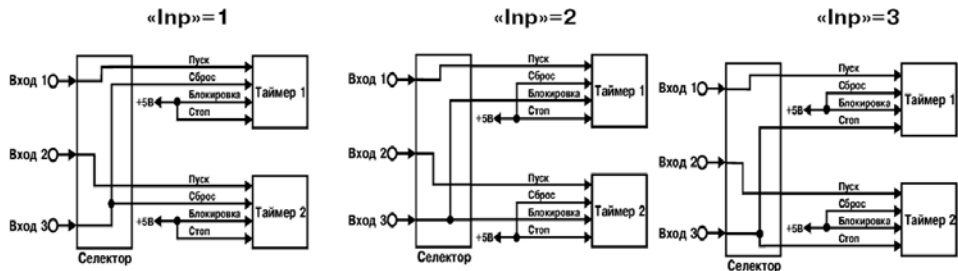 «Inp»=1
Вход 1
Вход 2
Вход 3
Пуск
Сброс
Блокировка
Стоп
+5В
Таймер 1
Пуск
Сброс
Блокировка
Стоп
+5В
Таймер 2
Селектор
«Inp»=2
Вход 1
Вход 2
Вход 3
Пуск
Сброс
Блокировка
Стоп
+5В
Таймер 1
Пуск
Сброс
Блокировка
Стоп
+5В
Таймер 2
Селектор
«Inp»=3
Вход 1
Вход 2
Вход 3
Пуск
Сброс
Блокировка
Стоп
+5В
Таймер 1
Пуск
Сброс
Блокировка
Стоп
+5В
Таймер 2
Селектор